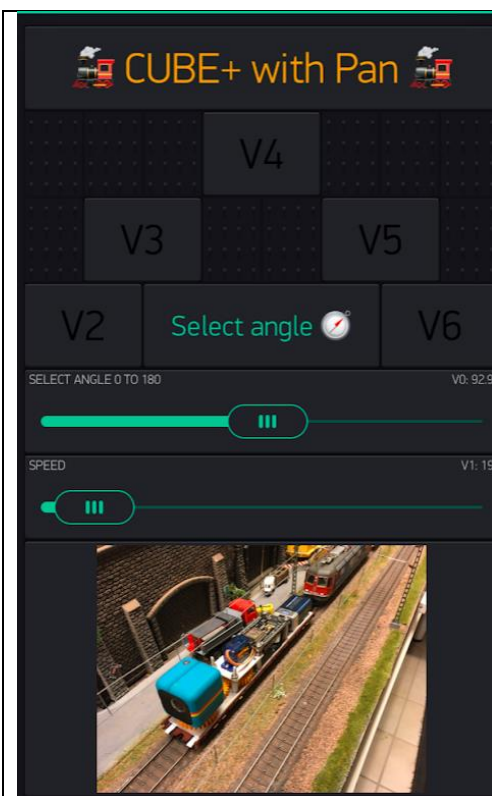 CUBE+ with Pan
V4
V3 V5
V2 Select angle V6
SELECT ANGLE 0 TO 180 V0: 92.9
SPEED V1: 19